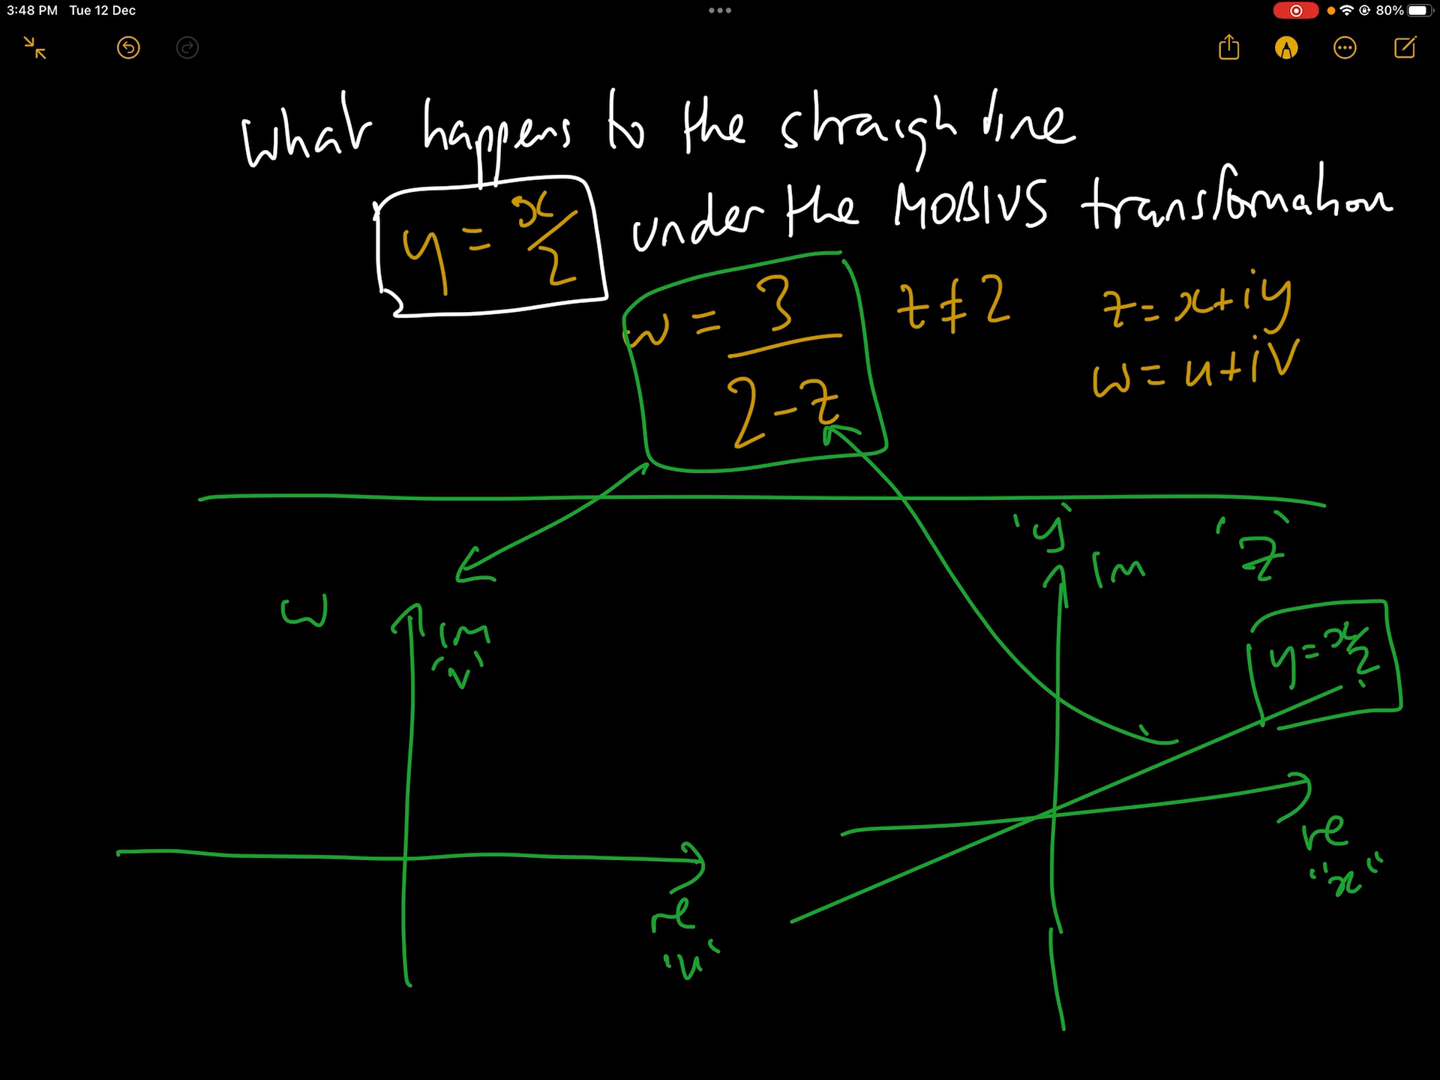 3:48 PM Tue 12 Dec
80%
What happens to the straigh line
y = x/2 under the MOBIUS transformation
w = 3/(2-z) z ≠ 2 z = x+iy
w = u+iv
'y' Im 'z'
w Im 'v'
y = x/2
re "x"
re 'u'